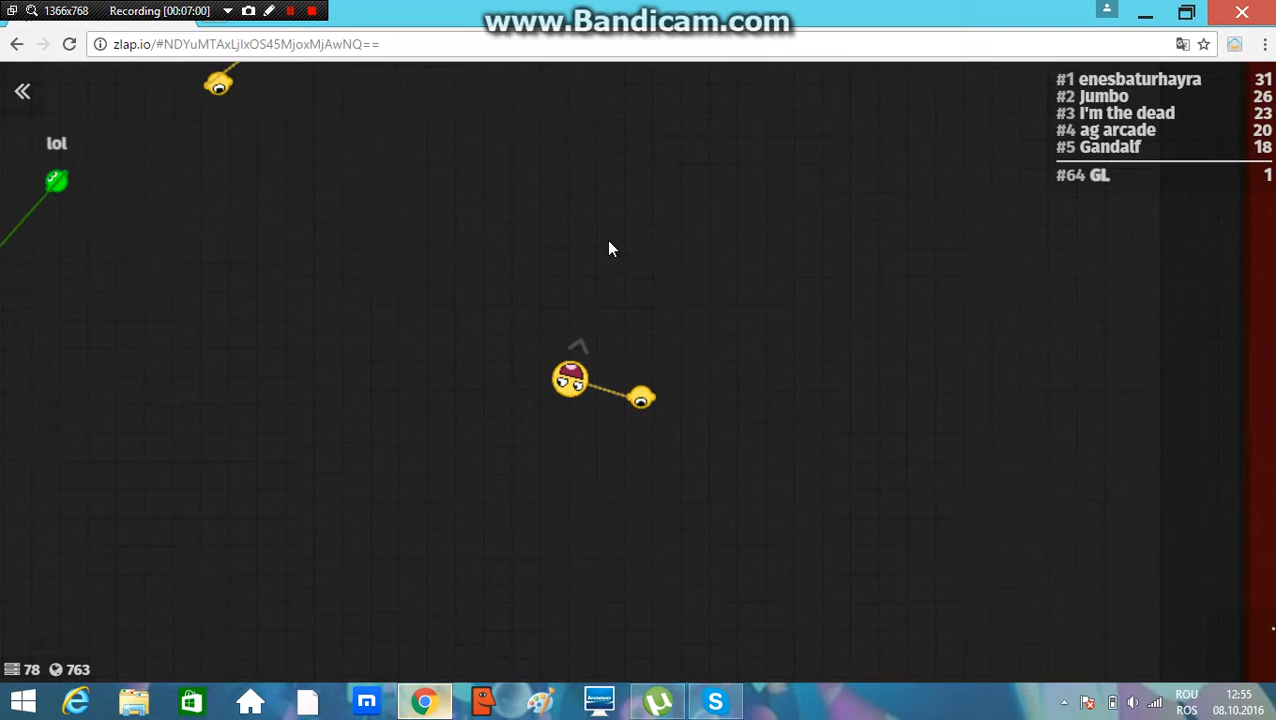 1366x768 Recording [00:07:00]
www.Bandicam.com
zlap.io/#NDYuMTAxLjIxOS45MjoxMjAwNQ==
#1 enesbaturhayra 31
#2 Jumbo 26
#3 I'm the dead 23
#4 ag arcade 20
#5 Gandalf 18
#64 GL 1
lol
78 763
ROU 12:55
ROS 08.10.2016